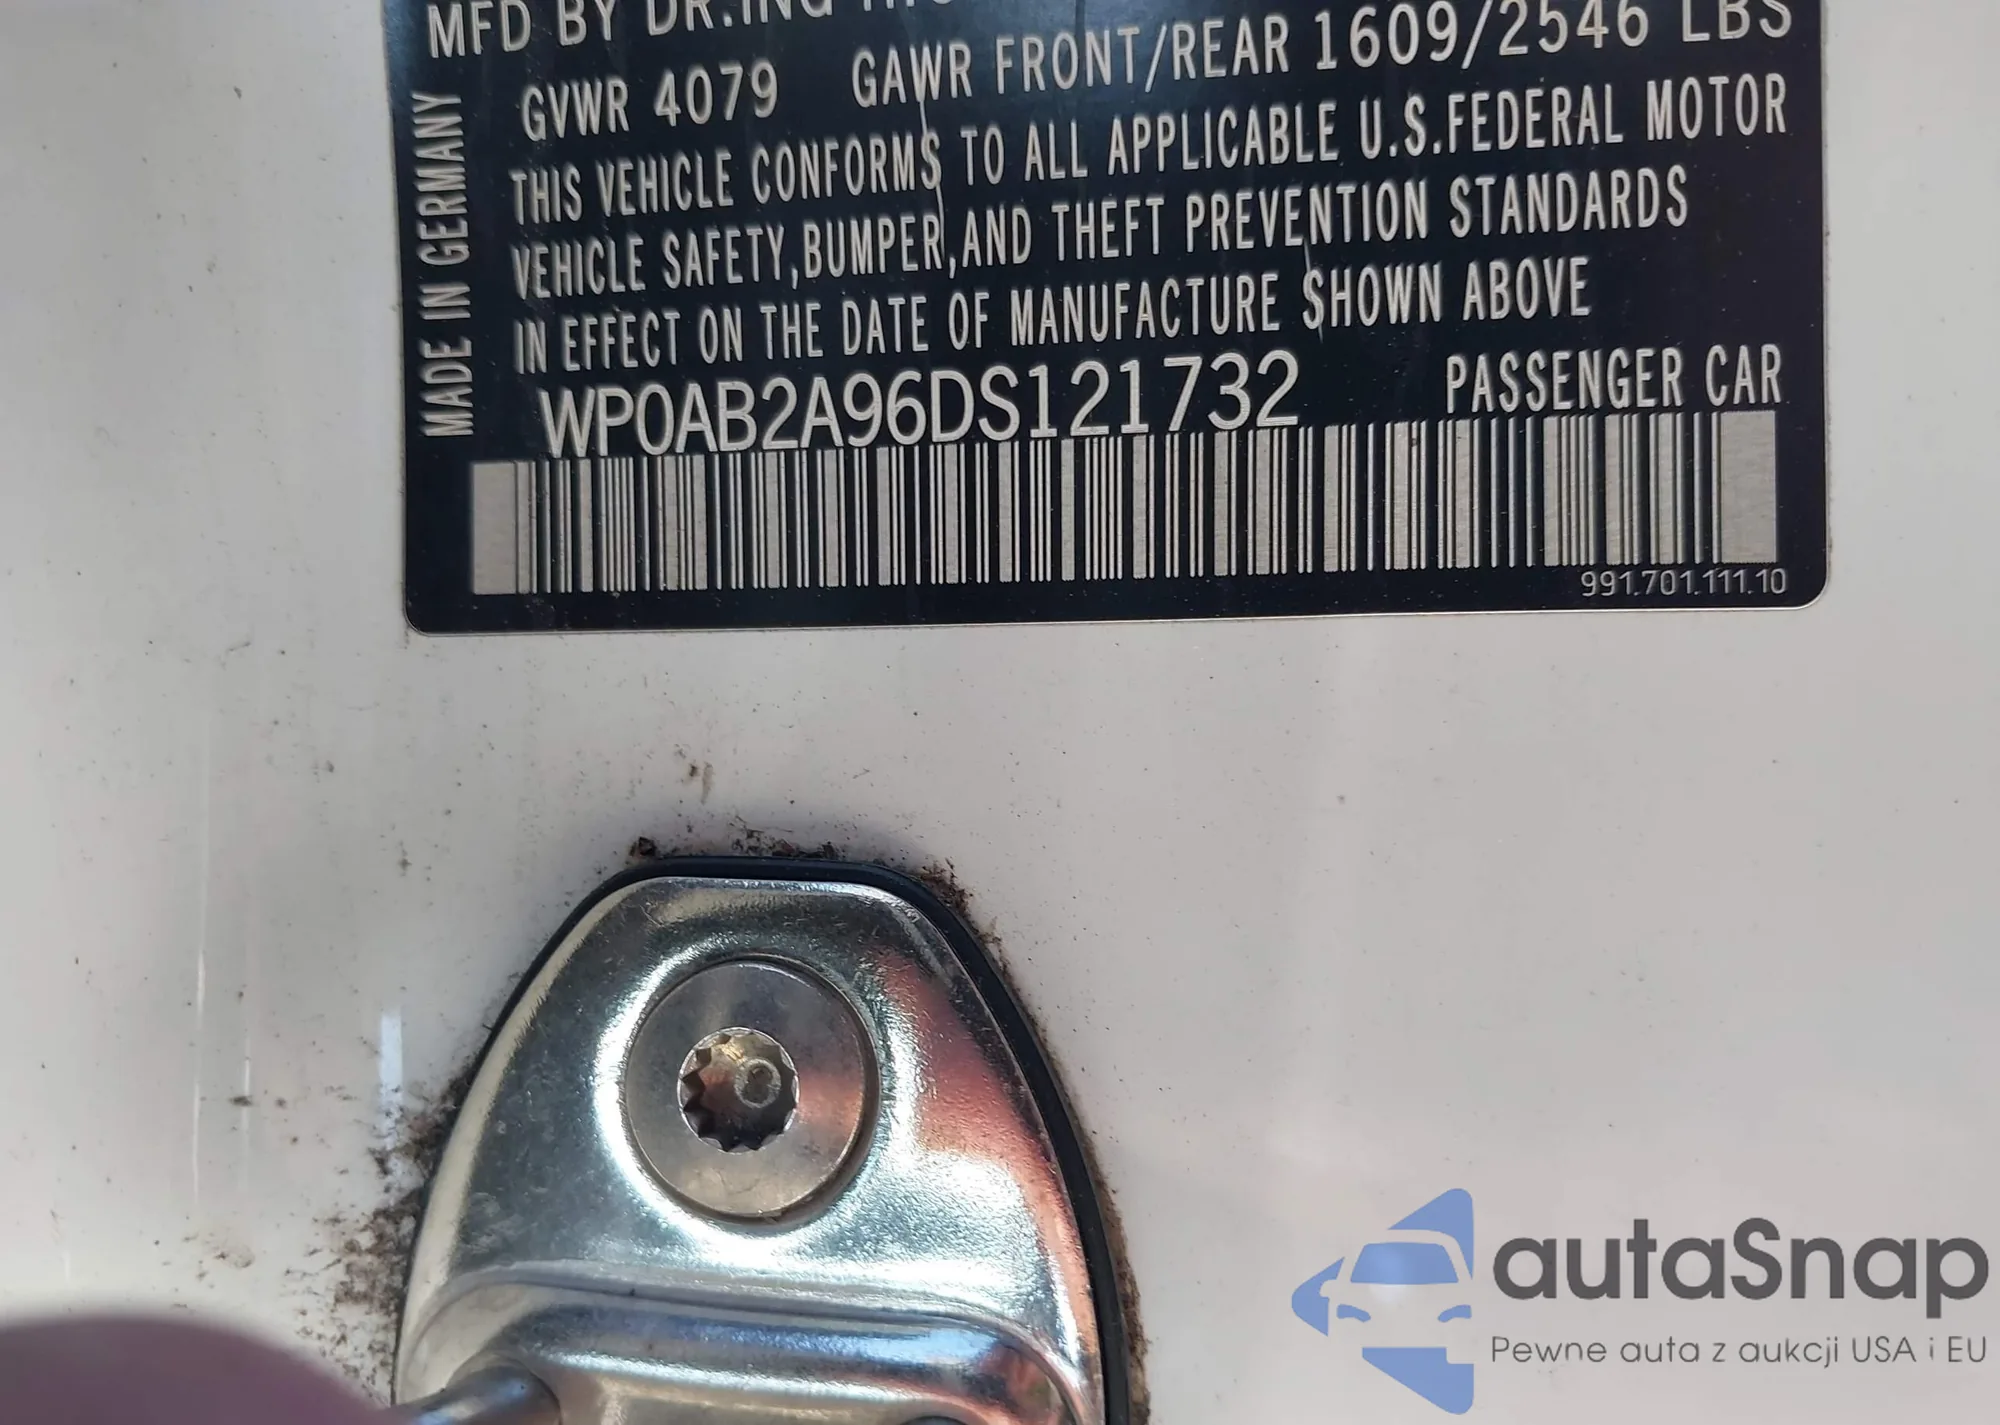 MFD BY DR.ING
GVWR 4079 GAWR FRONT/REAR 1609/2546 LBS
THIS VEHICLE CONFORMS TO ALL APPLICABLE U.S.FEDERAL MOTOR
VEHICLE SAFETY,BUMPER,AND THEFT PREVENTION STANDARDS
IN EFFECT ON THE DATE OF MANUFACTURE SHOWN ABOVE
WP0AB2A96DS121732 PASSENGER CAR
991.701.111.10
MADE IN GERMANY
autaSnap
Pewne auta z aukcji USA i EU